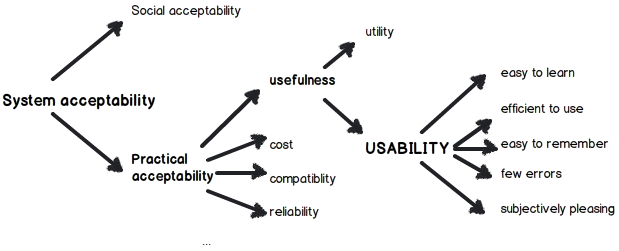 Social acceptability
utility
usefulness
easy to learn
System acceptability
efficient to use
cost
easy to remember
USABILITY
Practical
acceptability
few errors
compatiblity
reliability
subjectively pleasing
...